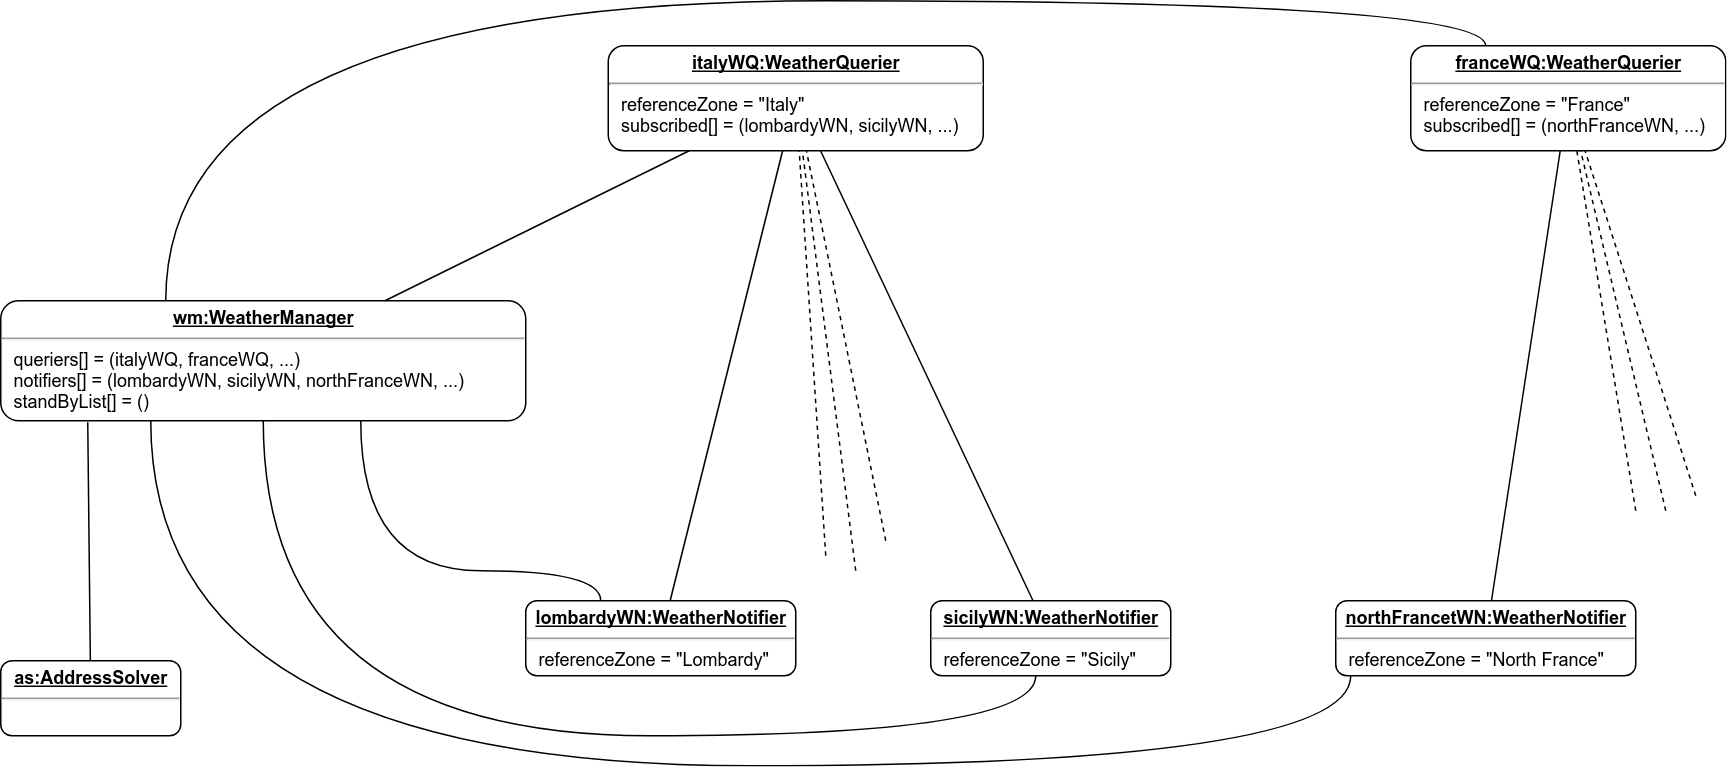 italyWQ:WeatherQuerier
referenceZone = "Italy"
subscribed[] = (lombardyWN, sicilyWN, ...)
franceWQ:WeatherQuerier
referenceZone = "France"
subscribed[] = (northFranceWN, ...)
wm:WeatherManager
queriers[] = (italyWQ, franceWQ, ...)
notifiers[] = (lombardyWN, sicilyWN, northFranceWN, ...)
standByList[] = ()
lombardyWN:WeatherNotifier
referenceZone = "Lombardy"
sicilyWN:WeatherNotifier
referenceZone = "Sicily"
northFrancetWN:WeatherNotifier
referenceZone = "North France"
as:AddressSolver